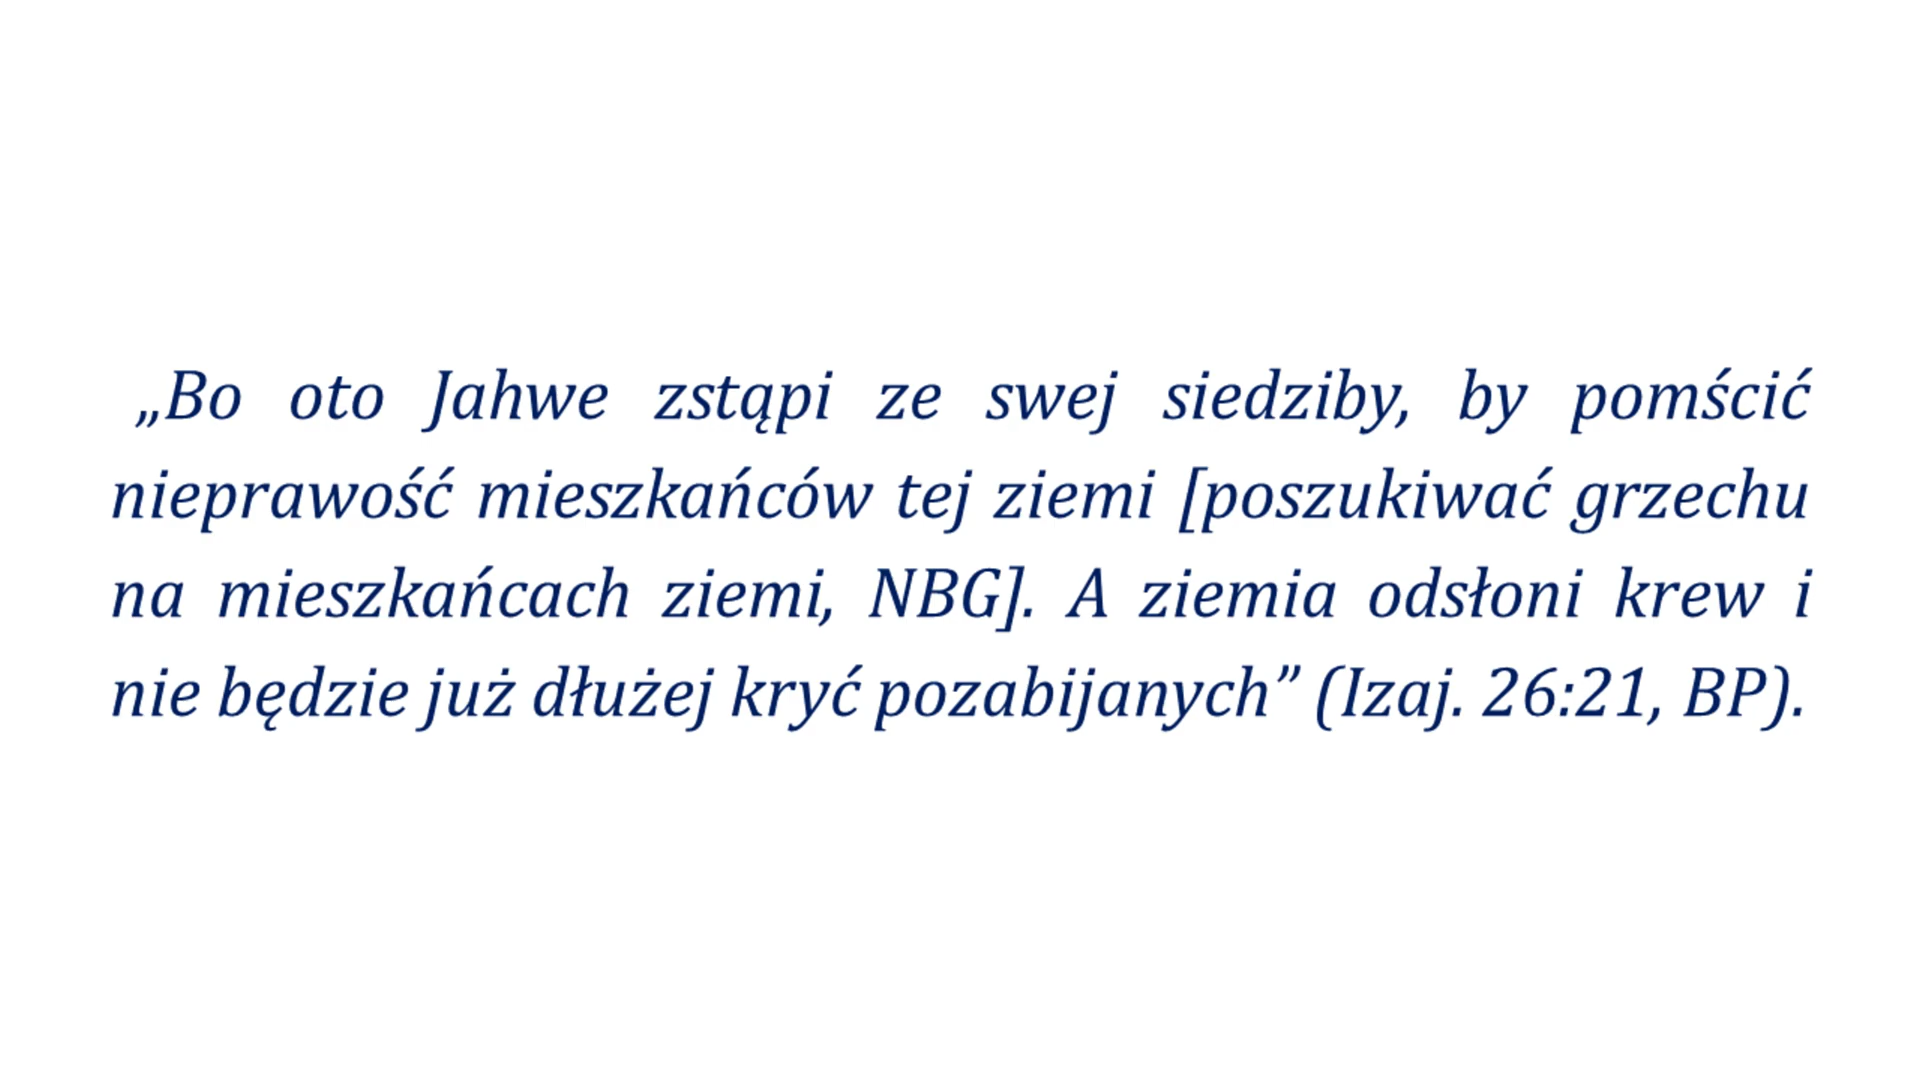 „Bo oto Jahwe zstąpi ze swej siedziby, by pomścić
nieprawość mieszkańców tej ziemi [poszukiwać grzechu
na mieszkańcach ziemi, NBG]. A ziemia odsłoni krew i
nie będzie już dłużej kryć pozabijanych” (Izaj. 26:21, BP).